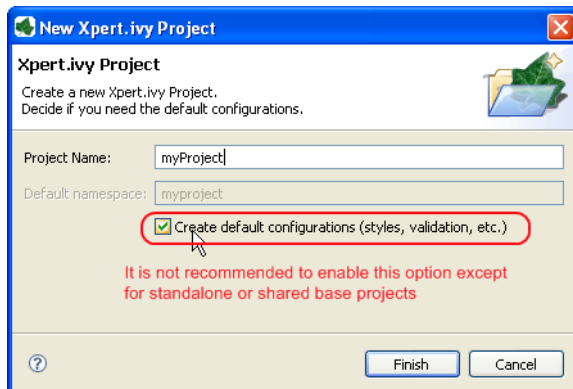 New Xpert.ivy Project
Xpert.ivy Project
Create a new Xpert.ivy Project.
Decide if you need the default configurations.
Project Name: myProject
Default namespace: myproject
Create default configurations (styles, validation, etc.)
It is not recommended to enable this option except
for standalone or shared base projects
?
Finish Cancel